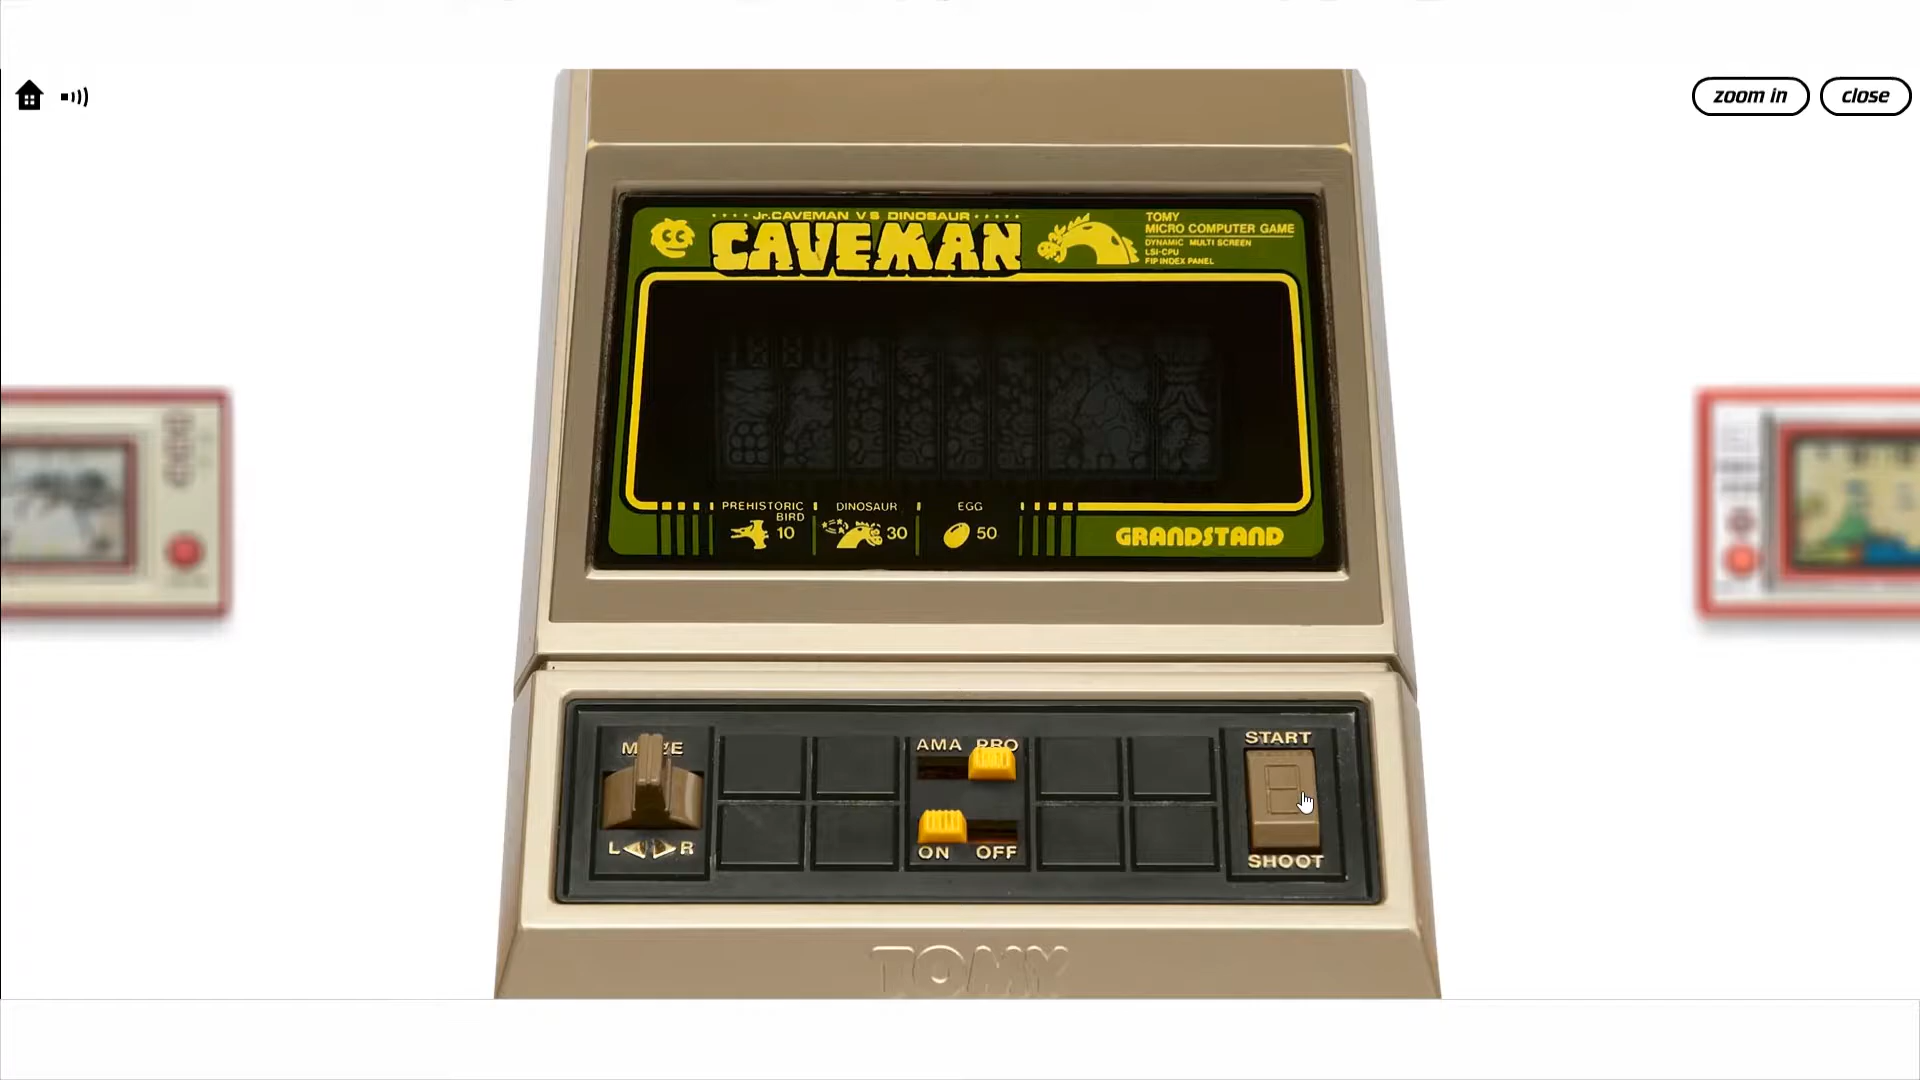 zoom in
close
Jr.CAVEMAN VS DINOSAUR
CAVEMAN
TOMY
MICRO COMPUTER GAME
DYNAMIC MULTI SCREEN
LSI-CPU
FIP INDEX PANEL
PREHISTORIC
BIRD
10
DINOSAUR
30
EGG
50
GRANDSTAND
AMA PRO
ON OFF
L R
START
SHOOT
TOMY